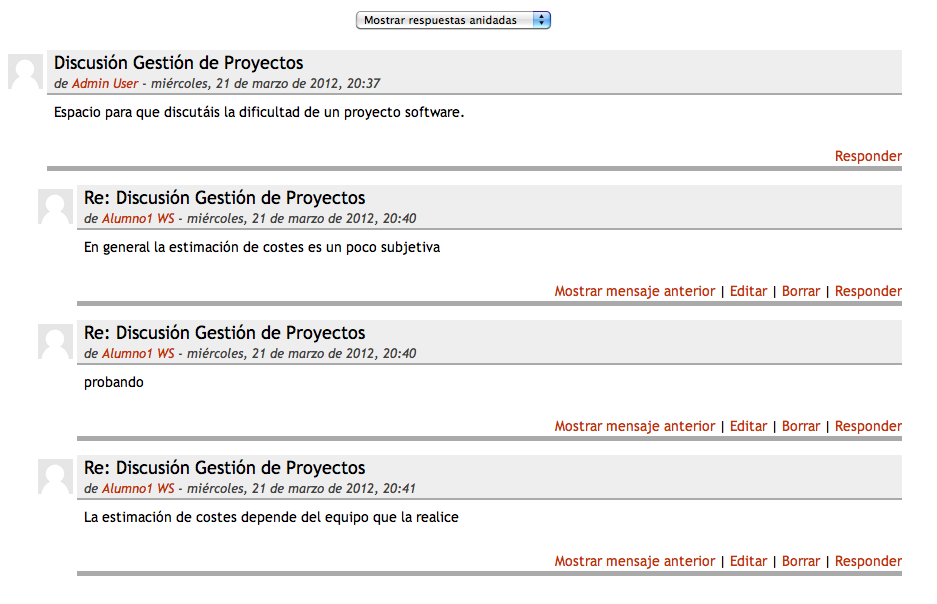 Mostrar respuestas anidadas
Discusión Gestión de Proyectos
de Admin User - miércoles, 21 de marzo de 2012, 20:37
Espacio para que discutáis la dificultad de un proyecto software.
Responder
Re: Discusión Gestión de Proyectos
de Alumno1 WS - miércoles, 21 de marzo de 2012, 20:40
En general la estimación de costes es un poco subjetiva
Mostrar mensaje anterior | Editar | Borrar | Responder
Re: Discusión Gestión de Proyectos
de Alumno1 WS - miércoles, 21 de marzo de 2012, 20:40
probando
Mostrar mensaje anterior | Editar | Borrar | Responder
Re: Discusión Gestión de Proyectos
de Alumno1 WS - miércoles, 21 de marzo de 2012, 20:41
La estimación de costes depende del equipo que la realice
Mostrar mensaje anterior | Editar | Borrar | Responder